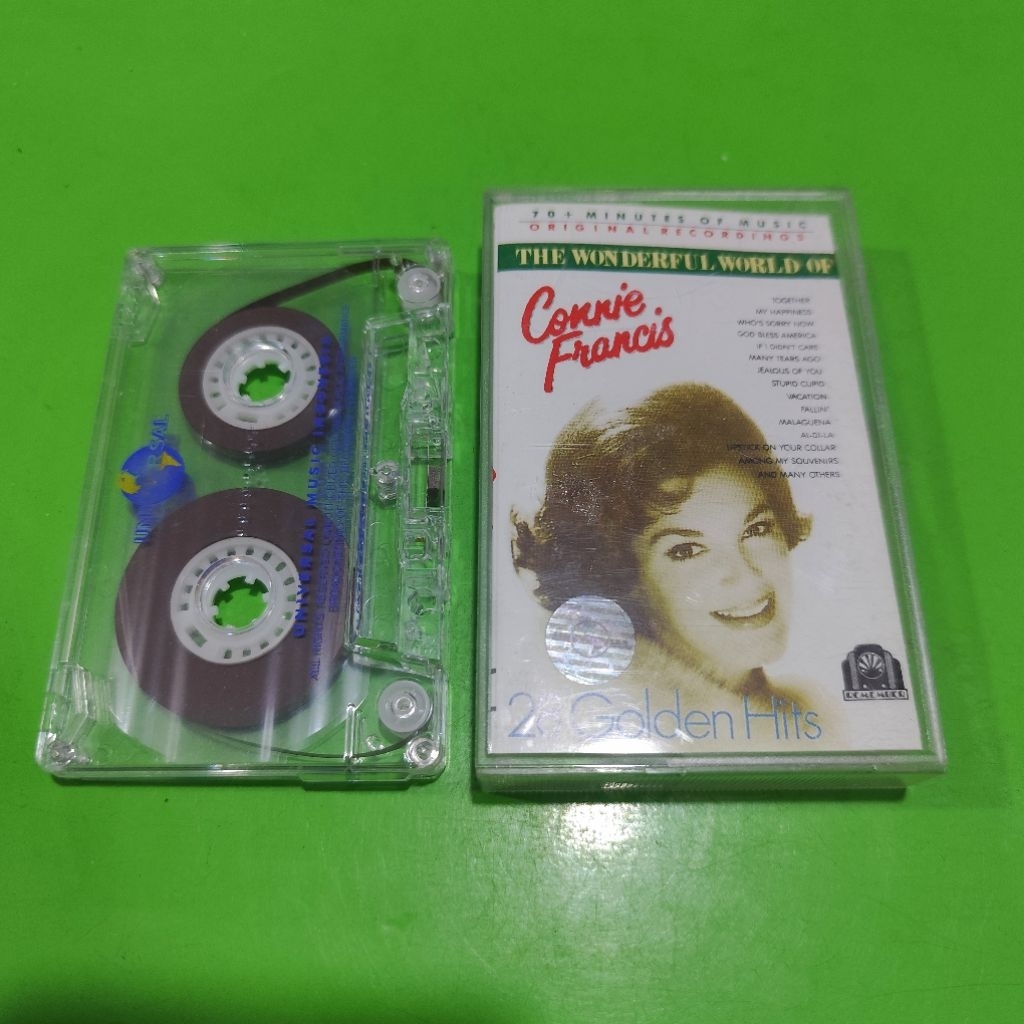 70+ MINUTES OF MUSIC
ORIGINAL RECORDINGS
THE WONDERFUL WORLD OF
Connie
Francis
TOGETHER
MY HAPPINESS
WHO'S SORRY NOW
GOD BLESS AMERICA
IF I DIDN'T CARE
MANY TEARS AGO
JEALOUS OF YOU
STUPID CUPID
VACATION
FALLIN'
MALAGUENA
AL-DI-LA
LIPSTICK ON YOUR COLLAR
AMONG MY SOUVENIRS
AND MANY OTHERS
REMEMBER
Golden Hits
UNIVERSAL
UNIVERSAL MUSIC